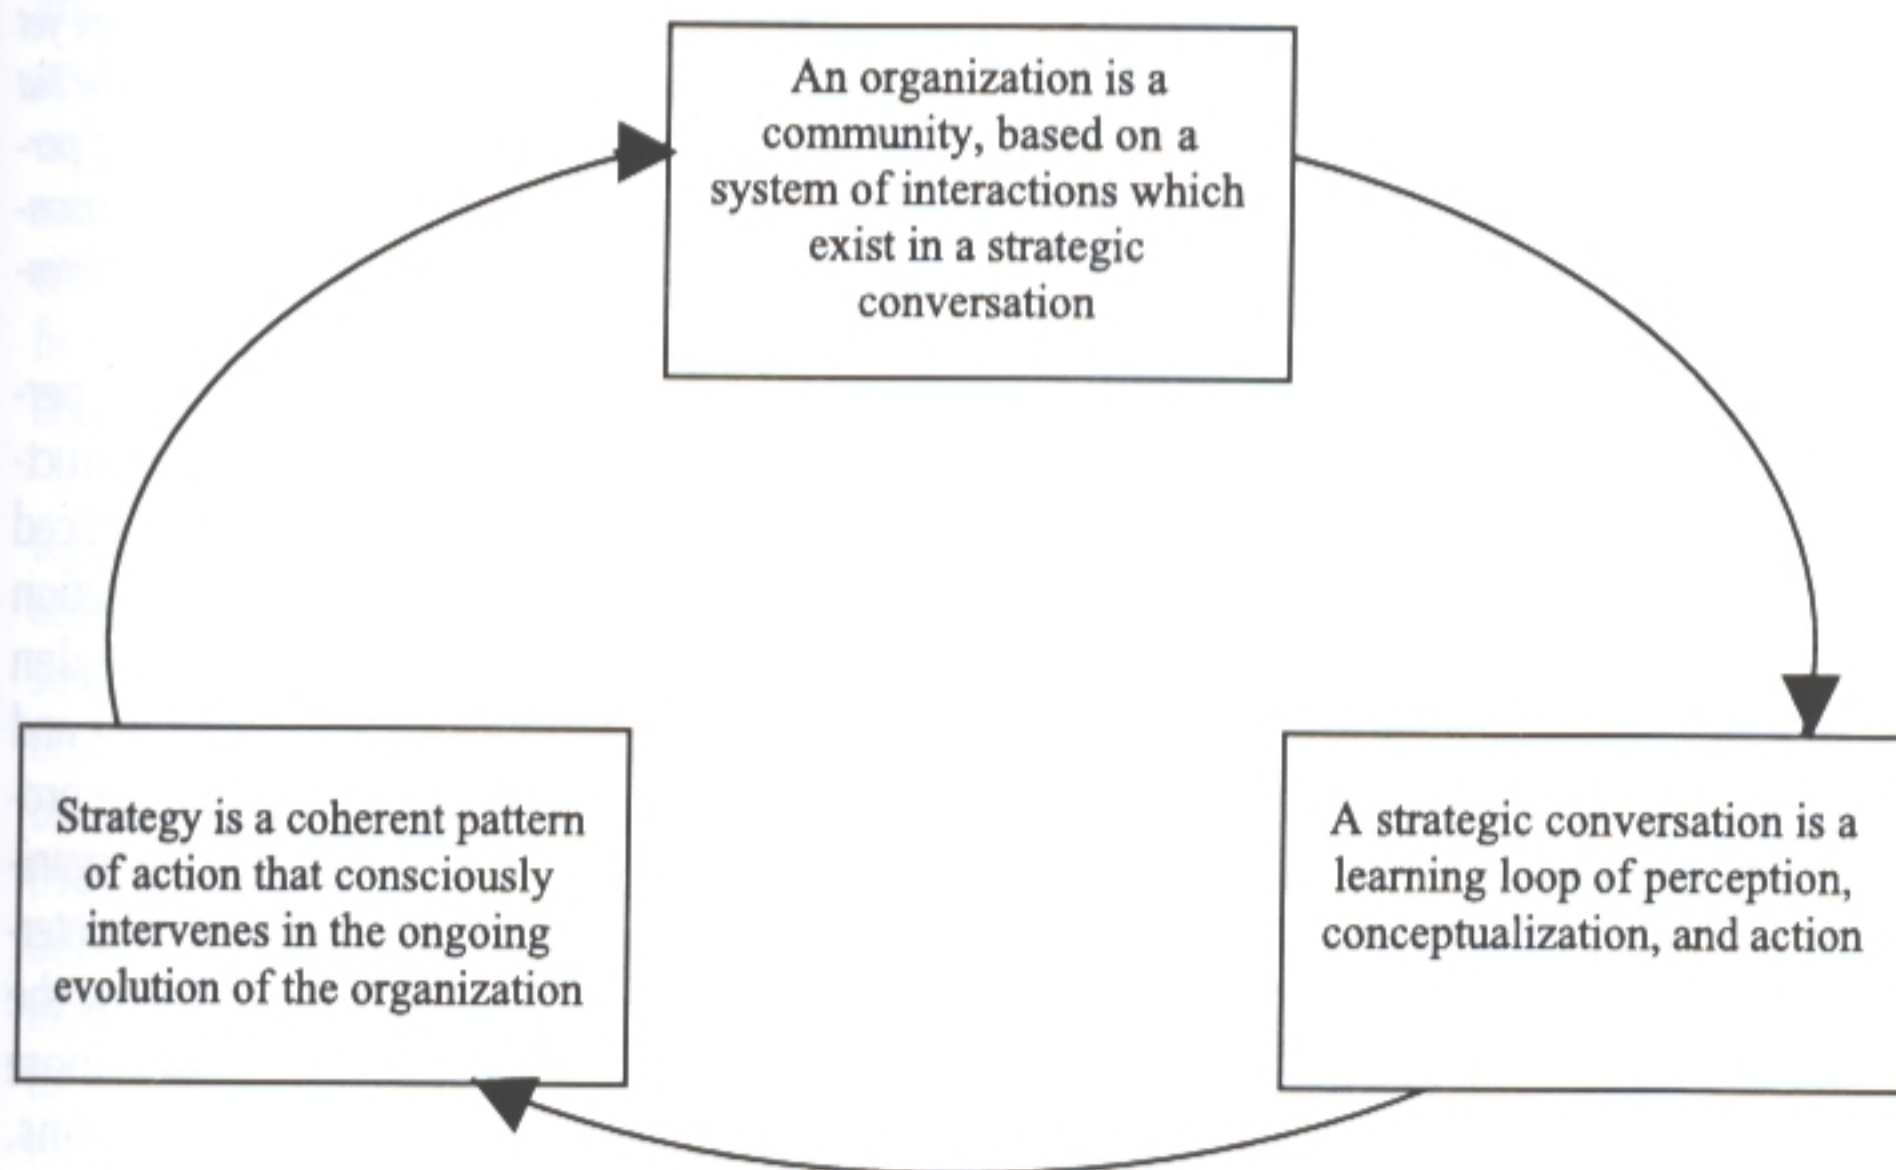 An organization is a
community, based on a
system of interactions which
exist in a strategic
conversation
Strategy is a coherent pattern
of action that consciously
intervenes in the ongoing
evolution of the organization
A strategic conversation is a
learning loop of perception,
conceptualization, and action